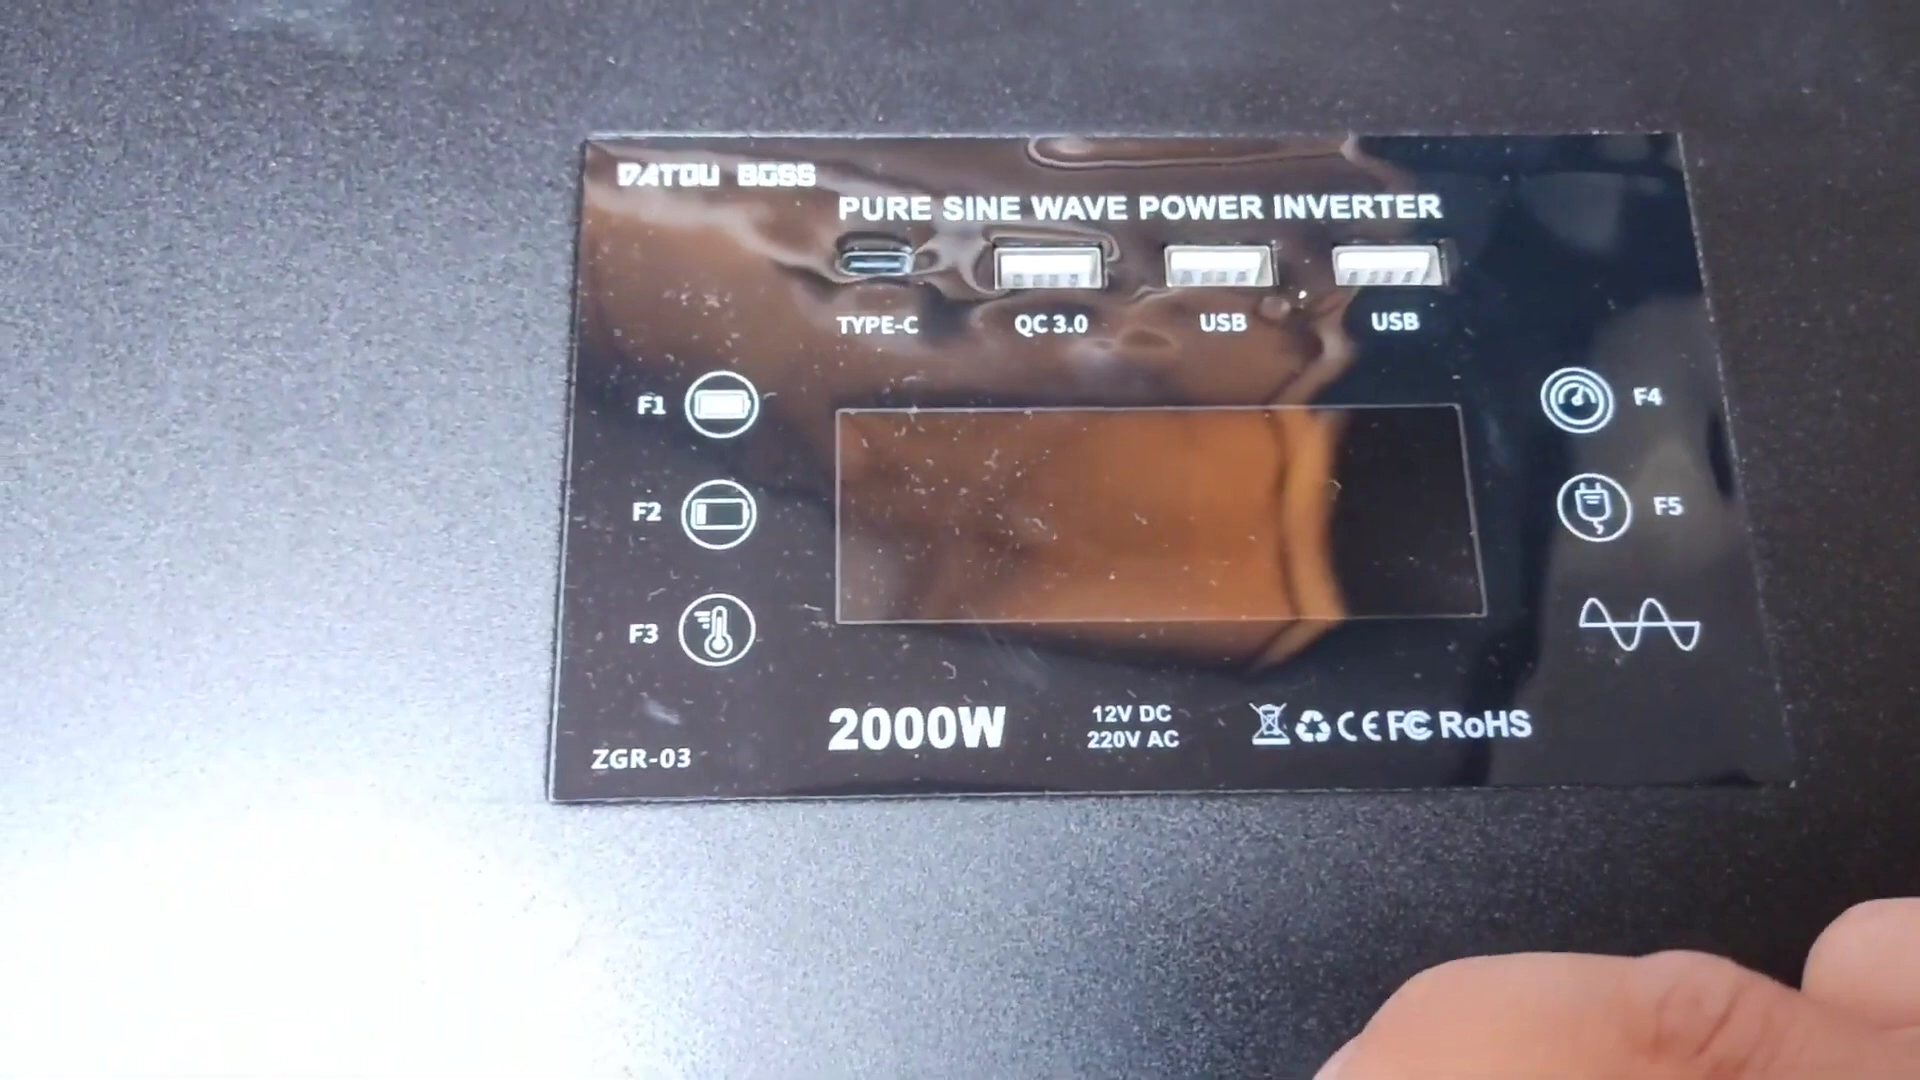 DATOU BOSS
PURE SINE WAVE POWER INVERTER
TYPE-C QC 3.0 USB USB
F1 F4
F2 F5
F3
2000W 12V DC
220V AC
CE FC RoHS
ZGR-03